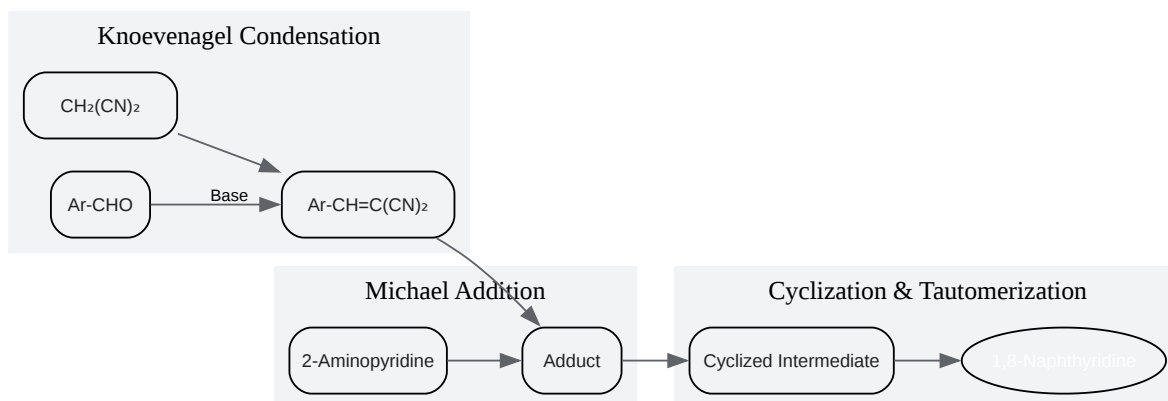 Knoevenagel Condensation
CH₂(CN)₂
Ar-CHO
Base
Ar-CH=C(CN)₂
Michael Addition
2-Aminopyridine
Adduct
Cyclization & Tautomerization
Cyclized Intermediate
1,8-Naphthyridine